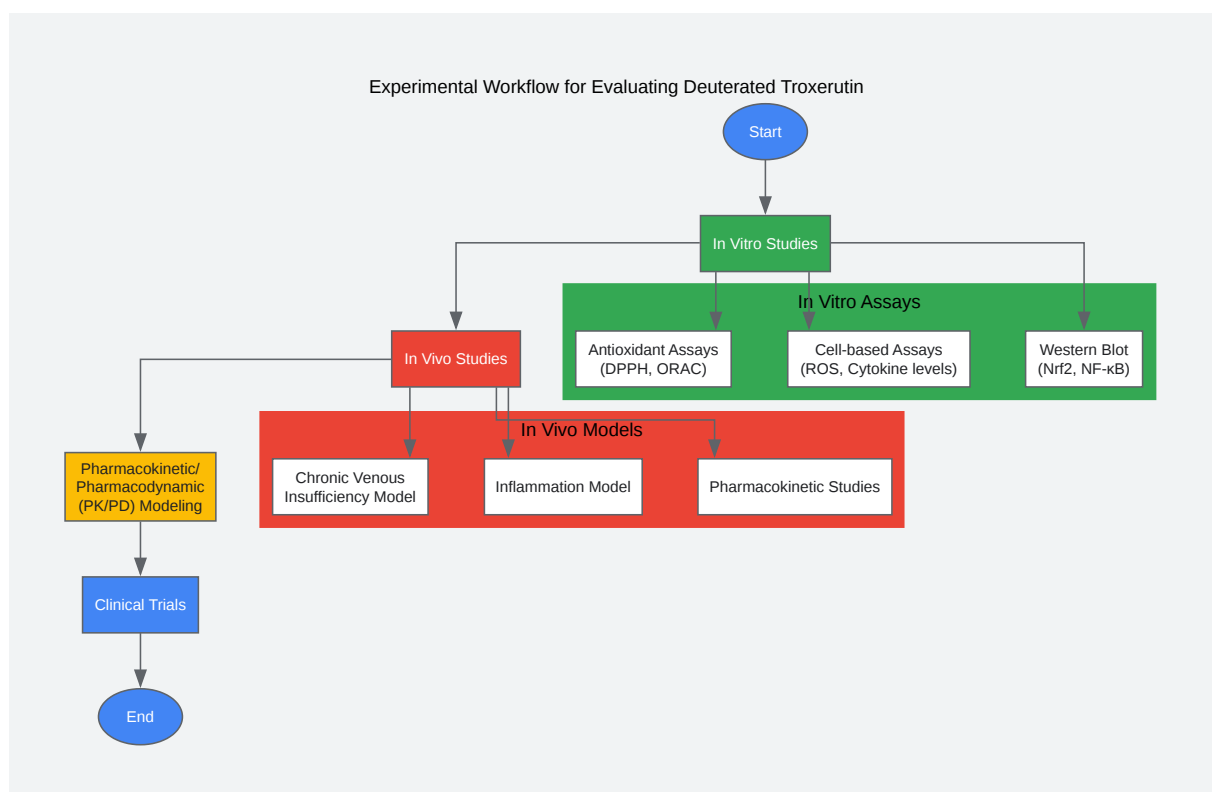 Experimental Workflow for Evaluating Deuterated Troxerutin
Start
In Vitro Studies
In Vitro Assays
Antioxidant Assays
(DPPH, ORAC)
Cell-based Assays
(ROS, Cytokine levels)
Western Blot
(Nrf2, NF-κB)
In Vivo Studies
In Vivo Models
Chronic Venous
Insufficiency Model
Inflammation Model
Pharmacokinetic Studies
Pharmacokinetic/
Pharmacodynamic
(PK/PD) Modeling
Clinical Trials
End